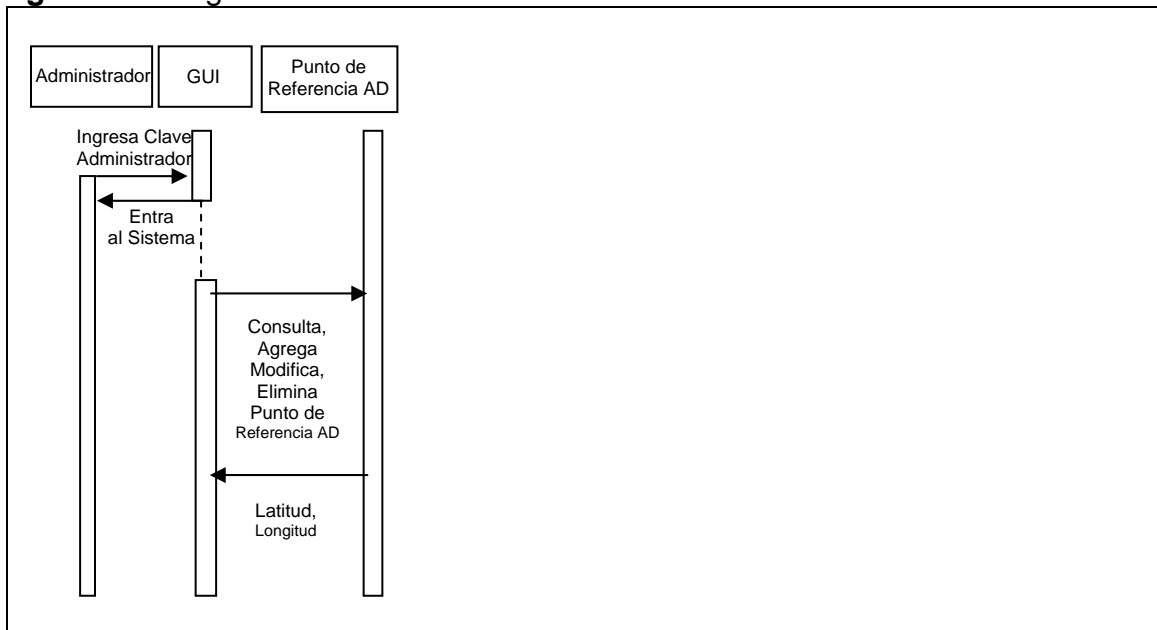 Administrador
GUI
Punto de
Referencia AD
Ingresa Clave
Administrador
Entra
al Sistema
Consulta,
Agrega
Modifica,
Elimina
Punto de
Referencia AD
Latitud,
Longitud